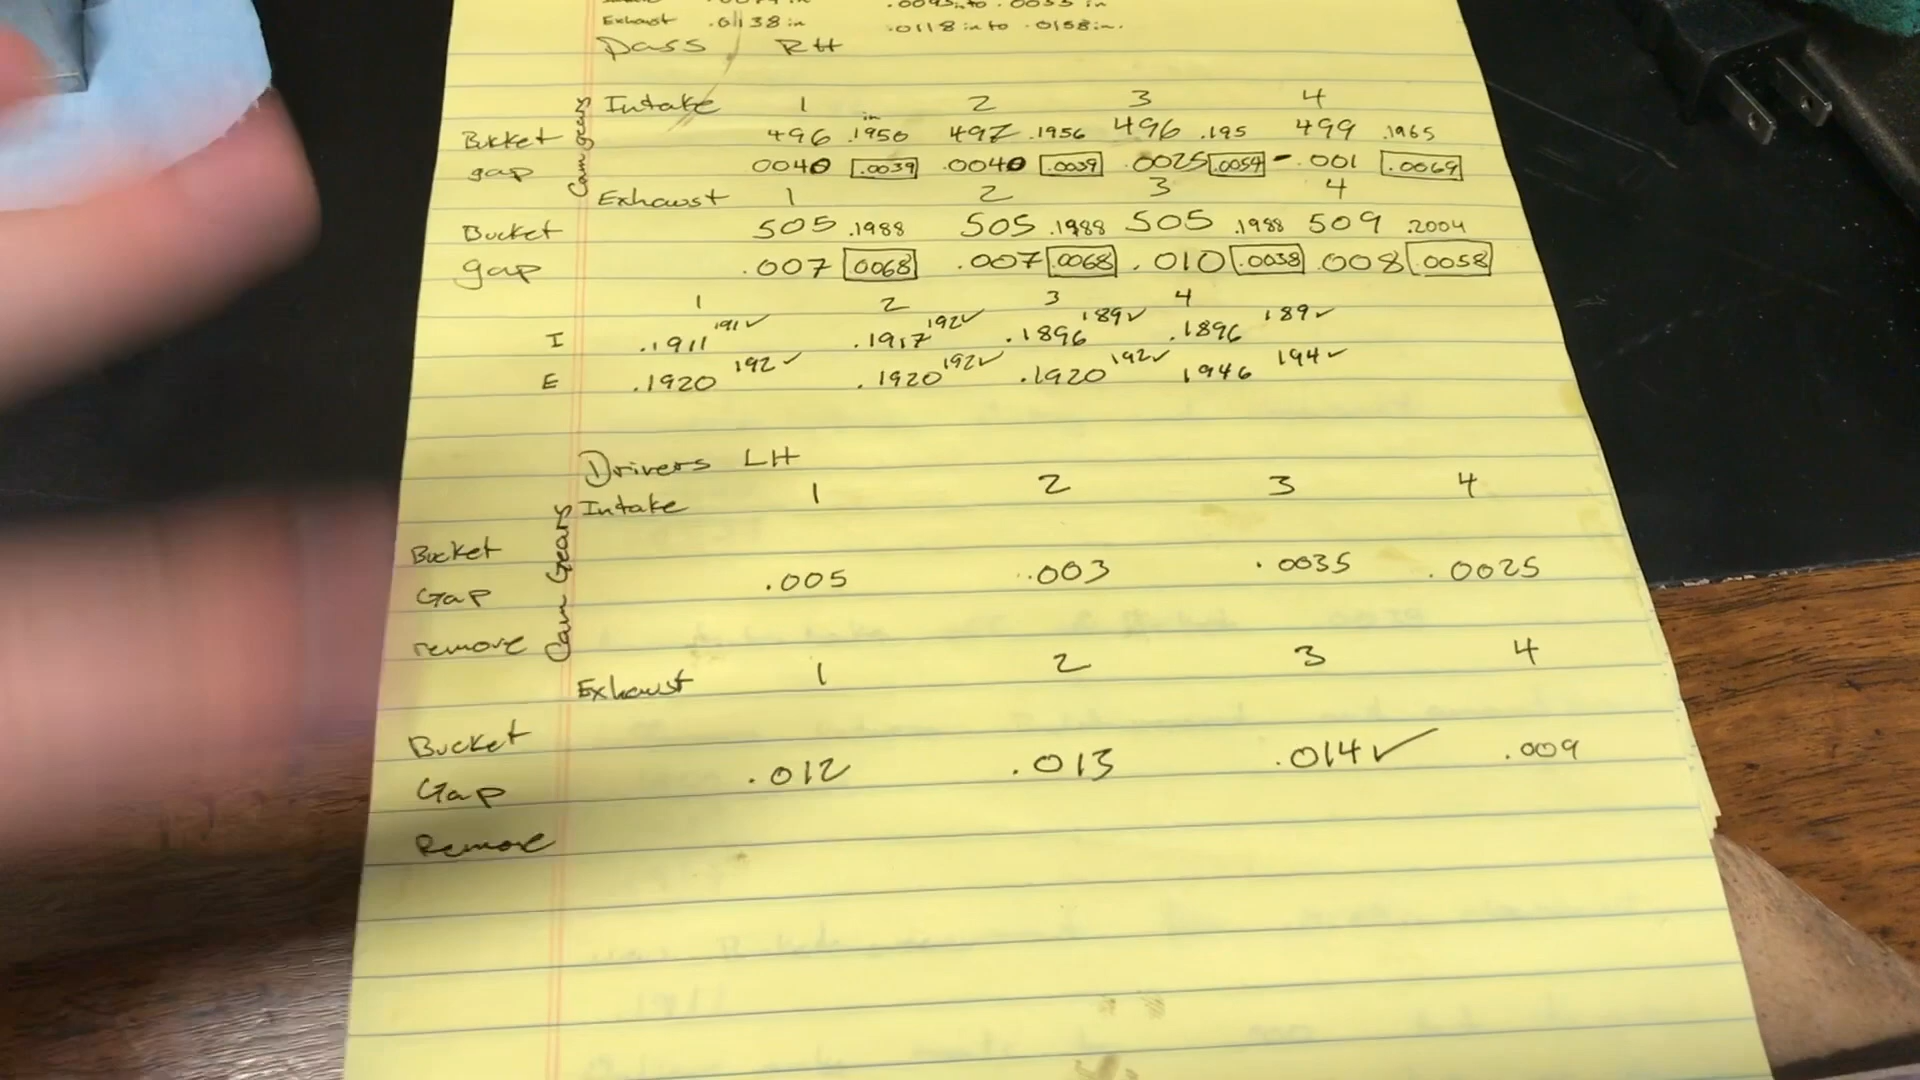 Exhaust .01138in .0118 in to .0158in.
Pass RH
Cam gears
Intake 1 2 3 4
Bucket 496 .1950 in 497 .1956 496 .195 499 .1965
gap 0040 .0039 .0040 .0039 .0025 .0054 - .001 .0069
Exhaust 1 2 3 4
Bucket 505 .1988 505 .1988 505 .1988 509 .2004
gap .007 0068 .007 .0068 .010 .0038 .008 .0058
1 2 3 4
I .1911 191✓ .1917 192✓ .1896 189✓ .1896 189✓
E .1920 192✓ .1920 192✓ .1920 192✓ 1946 194✓
Drivers LH
Cam Gears
Intake 1 2 3 4
Bucket
Gap .005 .003 .0035 .0025
remove
Exhaust 1 2 3 4
Bucket
Gap .012 .013 .014✓ .009
Remove